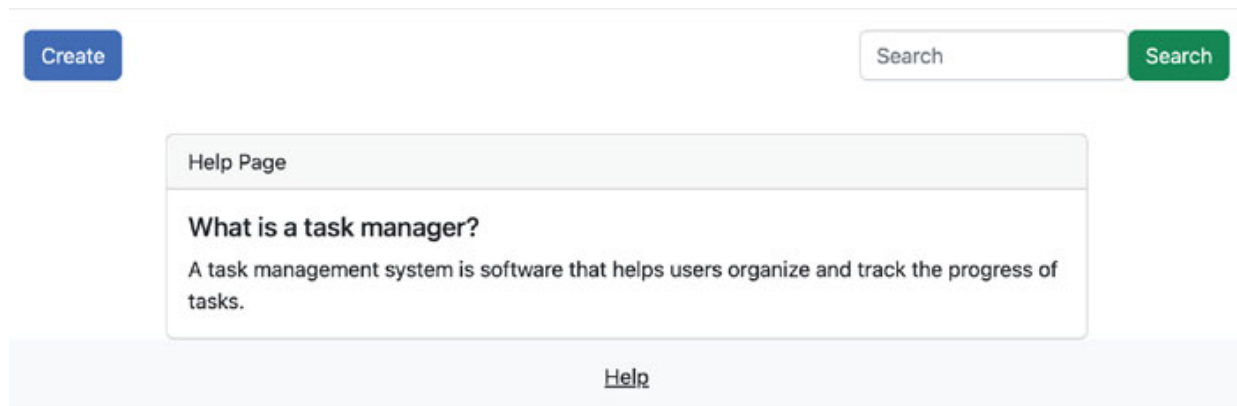 Create
Search
Search
Help Page
What is a task manager?
A task management system is software that helps users organize and track the progress of
tasks.
Help